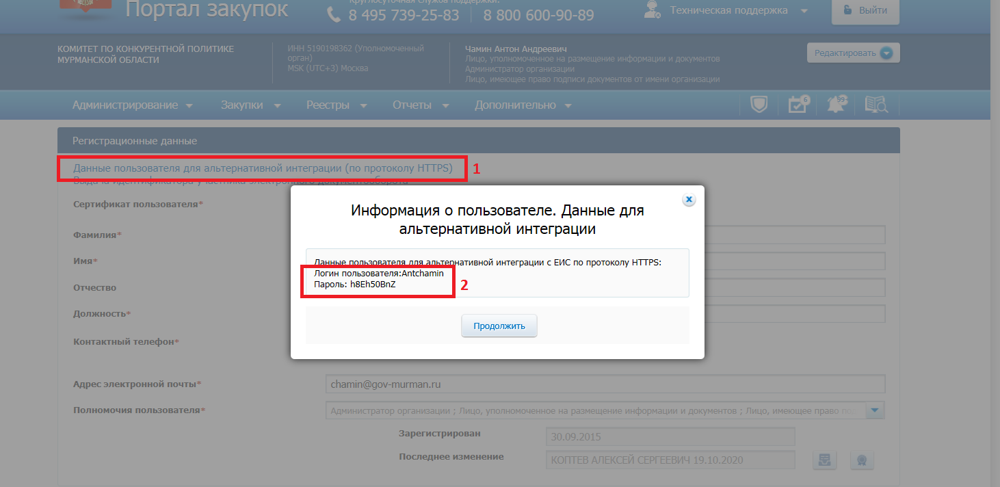 Портал закупок
Круглосуточная служба поддержки:
8 495 739-25-83
8 800 600-90-89
Техническая поддержка
Выйти
КОМИТЕТ ПО КОНКУРЕНТНОЙ ПОЛИТИКЕ
МУРМАНСКОЙ ОБЛАСТИ
ИНН 5190198362 (Уполномоченный
орган)
MSK (UTC+3) Москва
Чамин Антон Андреевич
Лицо, уполномоченное на размещение информации и документов
Администратор организации
Лицо, имеющее право подписи документов от имени организации
Редактировать
Администрирование
Закупки
Реестры
Отчеты
Дополнительно
6
99+
Регистрационные данные
Данные пользователя для альтернативной интеграции (по протоколу HTTPS)
1
Выдача идентификатора участника электронного документооборота
Сертификат пользователя*
Фамилия*
Имя*
Отчество
Должность*
Контактный телефон*
Информация о пользователе. Данные для
альтернативной интеграции
Данные пользователя для альтернативной интеграции с ЕИС по протоколу HTTPS:
Логин пользователя:Antchamin
Пароль: h8Eh50BnZ
2
Продолжить
Адрес электронной почты*
chamin@gov-murman.ru
Полномочия пользователя*
Администратор организации ; Лицо, уполномоченное на размещение информации и документов ; Лицо, имеющее право по
Зарегистрирован
30.09.2015
Последнее изменение
КОПТЕВ АЛЕКСЕЙ СЕРГЕЕВИЧ 19.10.2020